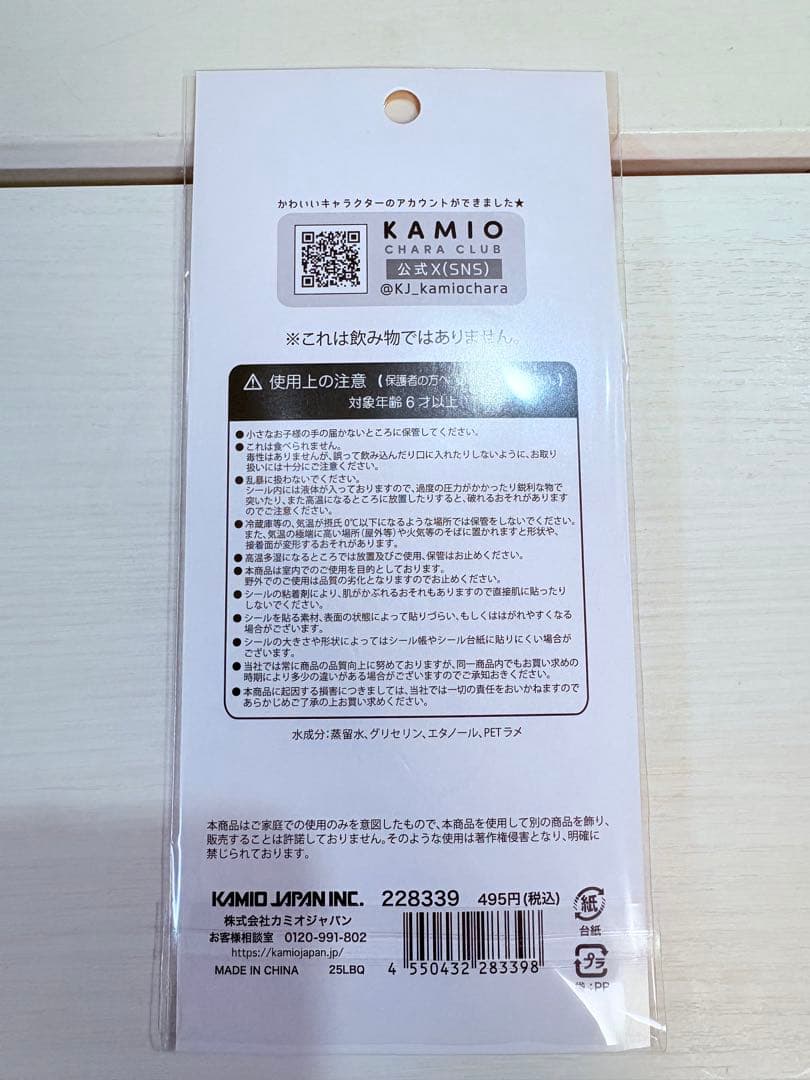 かわいいキャラクターのアカウントができました★
KAMIO
CHARA CLUB
公式X(SNS)
@KJ_kamiochara
※これは飲み物ではありません。
⚠ 使用上の注意 (保護者の方へ
対象年齢 6 才以上
●小さなお子様の手の届かないところに保管してください。
●これは食べられません。
毒性はありませんが、誤って飲み込んだり口に入れたりしないように、お取り
扱いには十分にご注意ください。
●乱暴に扱わないでください。
シール内には液体が入っておりますので、過度の圧力がかかったり鋭利な物で
突いたり、また高温になるところに放置したりすると、破れるおそれがあります
のでご注意ください。
●冷蔵庫等の、気温が摂氏 0℃以下になるような場所では保管をしないでください。
また、気温の極端に高い場所(屋外等)や火気等のそばに置かれますと形状や、
接着面が変形するおそれがあります。
●高温多湿になるところでは放置及びご使用、保管はお止めください。
●本商品は室内でのご使用を目的としております。
野外でのご使用は品質の劣化となりますのでお止めください。
●シールの粘着剤により、肌がかぶれるおそれもありますので直接肌に貼ったり
しないでください。
●シールを貼る素材、表面の状態によって貼りづらい、もしくははがれやすくなる
場合がございます。
●シールの大きさや形状によってはシール帳やシール台紙に貼りにくい場合が
ございます。
●当社では常に商品の品質向上に努めておりますが、同一商品内でもお買い求めの
時期により多少の違いがある場合がございますのでご承知おきください。
●本商品に起因する損害につきましては、当社では一切の責任をおいかねますので
あらかじめご了承の上お買い求めください。
水成分:蒸留水、グリセリン、エタノール、PETラメ
本商品はご家庭での使用のみを意図したもので、本商品を使用して別の商品を飾り、
販売することは許諾しておりません。そのような使用は著作権侵害となり、明確に
禁じられております。
KAMIO JAPAN INC. 228339 495円(税込)
株式会社カミオジャパン
お客様相談室 0120-991-802
https://kamiojapan.jp/
MADE IN CHINA 25LBQ
4 550432 283398
紙
台紙
プラ
袋:PP